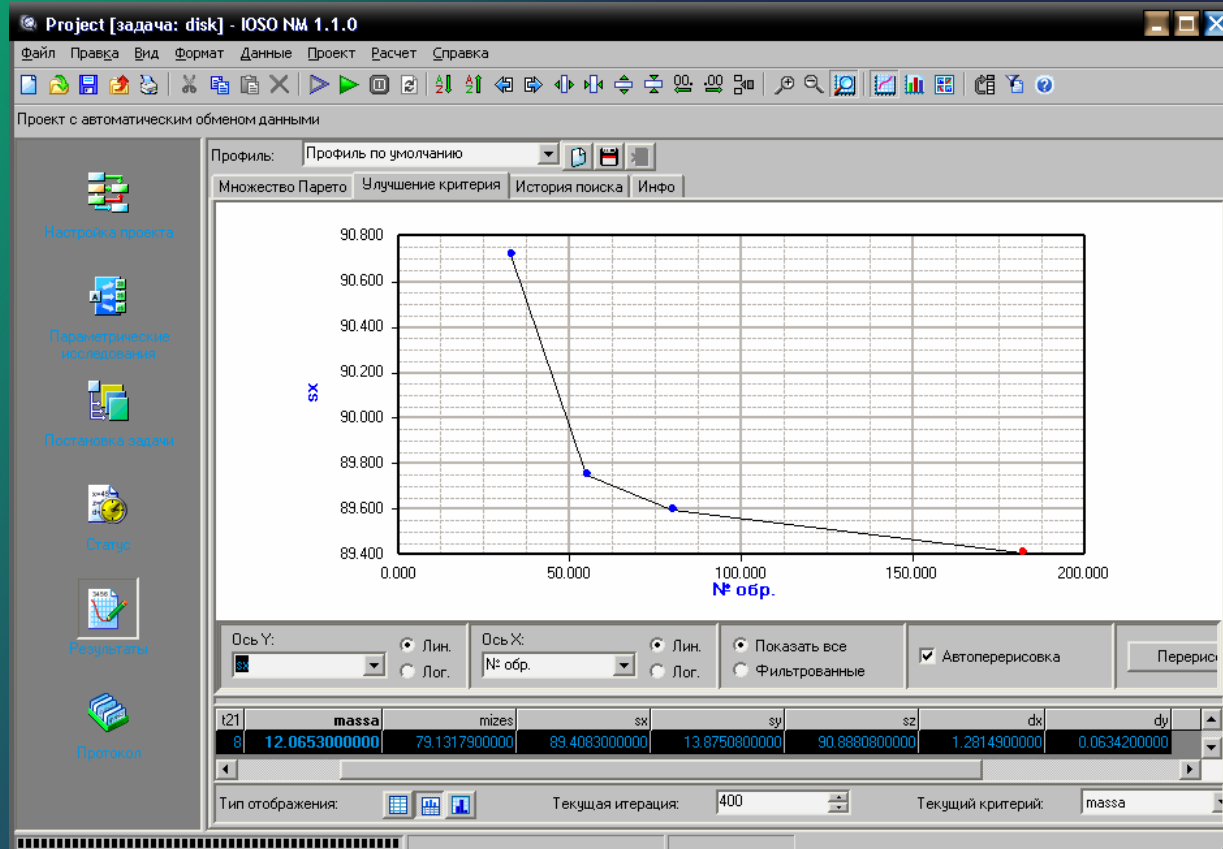 Project [задача: disk] - IOSO NM 1.1.0
Файл Правка Вид Формат Данные Проект Расчет Справка
Проект с автоматическим обменом данными
Профиль: Профиль по умолчанию
Множество Парето Улучшение критерия История поиска Инфо
Настройка проекта
Параметрические
исследования
Постановка задачи
Статус
Результаты
Протокол
90.800
90.600
90.400
90.200
90.000
89.800
89.600
89.400
sx
0.000 50.000 100.000 150.000 200.000
№ обр.
Ось Y: Лин. Ось X: Лин. Показать все
sx Лог. № обр. Лог. Фильтрованные
Автоперерисовка Перерисо
t21 massa mizes sx sy sz dx dy
8 12.0653000000 79.1317900000 89.4083000000 13.8750800000 90.8880800000 1.2814900000 0.0634200000
Тип отображения: Текущая итерация: 400 Текущий критерий: massa